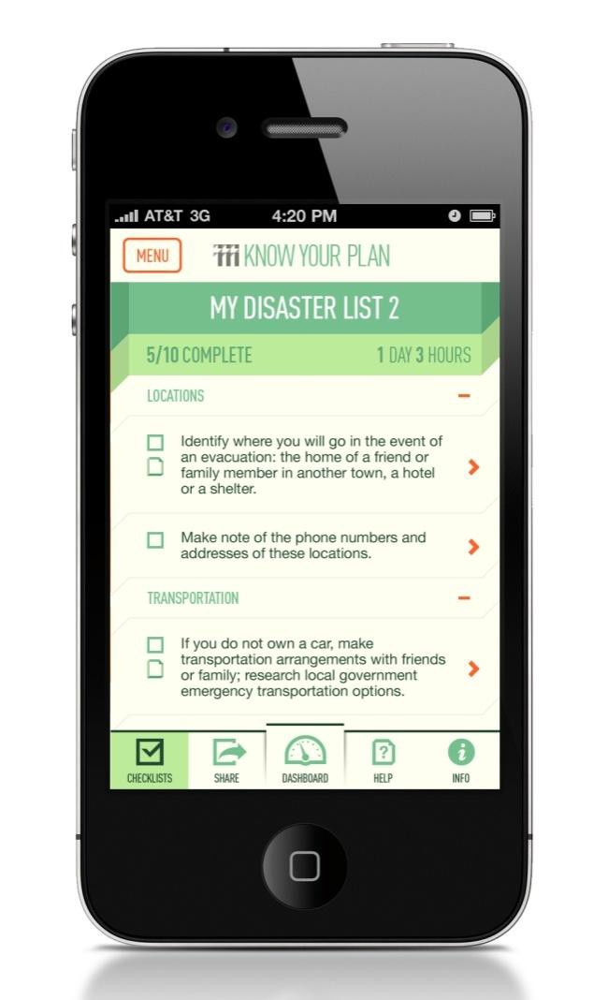 AT&T 3G 4:20 PM
MENU iii KNOW YOUR PLAN
MY DISASTER LIST 2
5/10 COMPLETE 1 DAY 3 HOURS
LOCATIONS
Identify where you will go in the event of
an evacuation: the home of a friend or
family member in another town, a hotel
or a shelter.
Make note of the phone numbers and
addresses of these locations.
TRANSPORTATION
If you do not own a car, make
transportation arrangements with friends
or family; research local government
emergency transportation options.
CHECKLISTS SHARE DASHBOARD HELP INFO